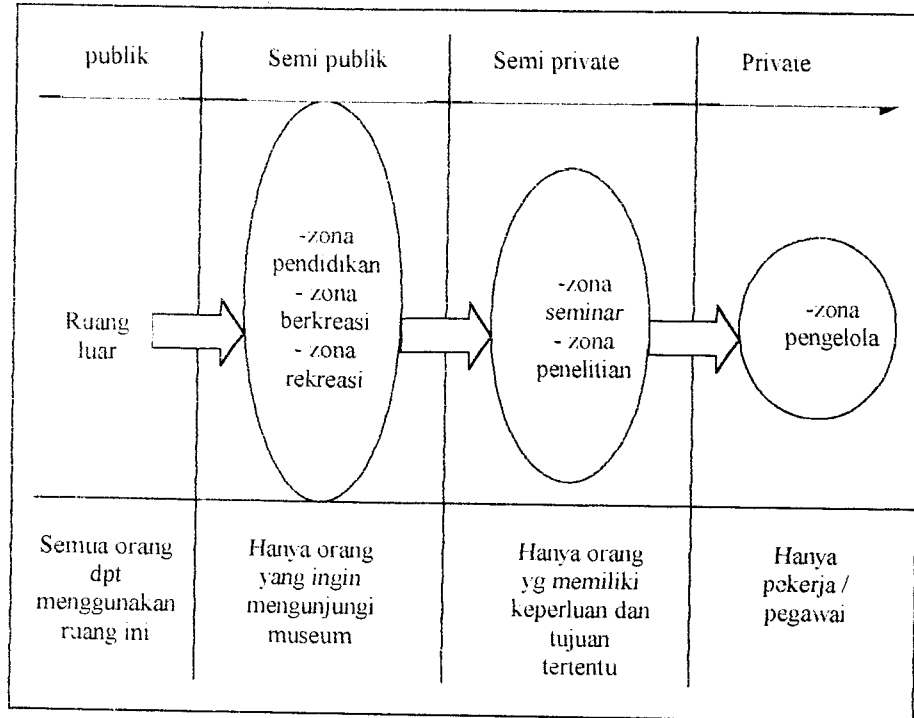 publik
Semi publik
Semi private
Private
Ruang
luar
-zona
pendidikan
- zona
berkreasi
- zona
rekreasi
-zona
seminar
- zona
penelitian
-zona
pengelola
Semua orang
dpt
menggunakan
ruang ini
Hanya orang
yang ingin
mengunjungi
museum
Hanya orang
yg memiliki
keperluan dan
tujuan
tertentu
Hanya
pekerja /
pegawai